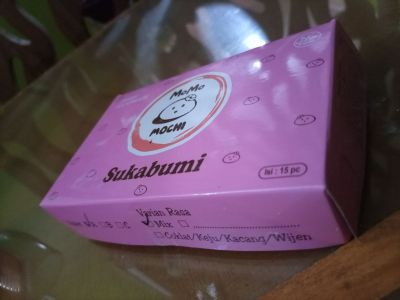 MoMo
MOCHI
Sukabumi
Isi : 15 pc
Varian Rasa
Mix
Coklat/Keju/Kacang/Wijen